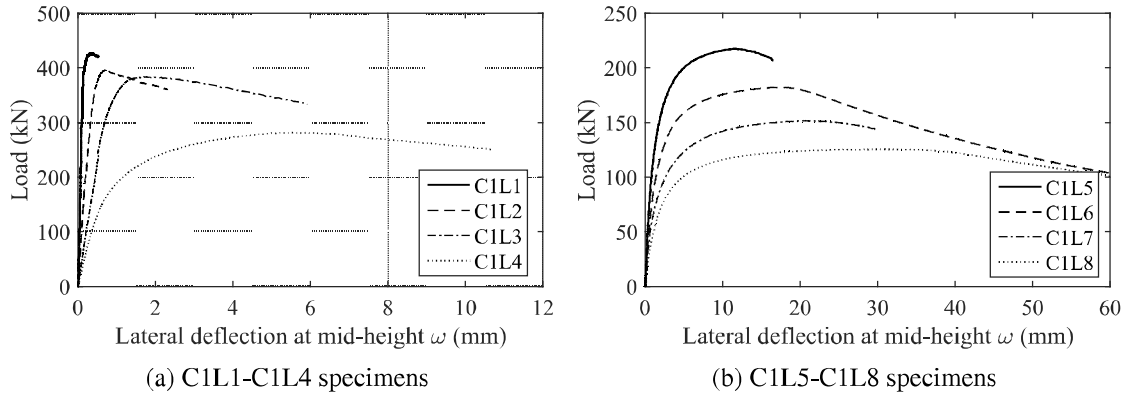 500
400
300
200
100
0
Load (kN)
0 2 4 6 8 10 12
Lateral deflection at mid-height ω (mm)
C1L1
C1L2
C1L3
C1L4
(a) C1L1-C1L4 specimens
250
200
150
100
50
0
Load (kN)
0 10 20 30 40 50 60
Lateral deflection at mid-height ω (mm)
C1L5
C1L6
C1L7
C1L8
(b) C1L5-C1L8 specimens